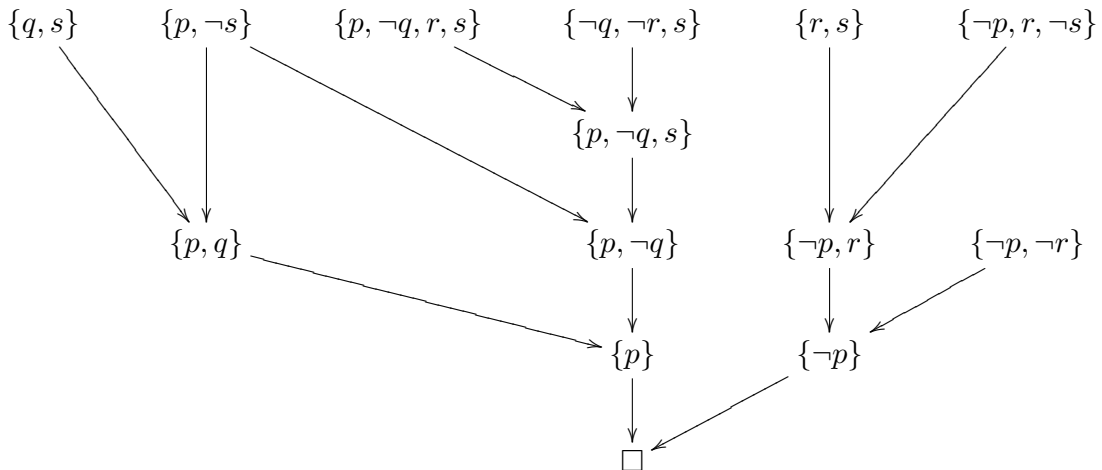 {q, s} {p, ¬s} {p, ¬q, r, s} {¬q, ¬r, s} {r, s} {¬p, r, ¬s}
{p, ¬q, s}
{p, q} {p, ¬q} {¬p, r} {¬p, ¬r}
{p} {¬p}
□